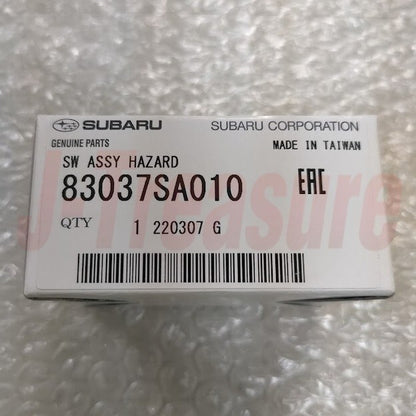 SUBARU SUBARU CORPORATION
GENUINE PARTS MADE IN TAIWAN
SW ASSY HAZARD
83037SA010 EAC
J-Treasure
QTY 1 220307 G